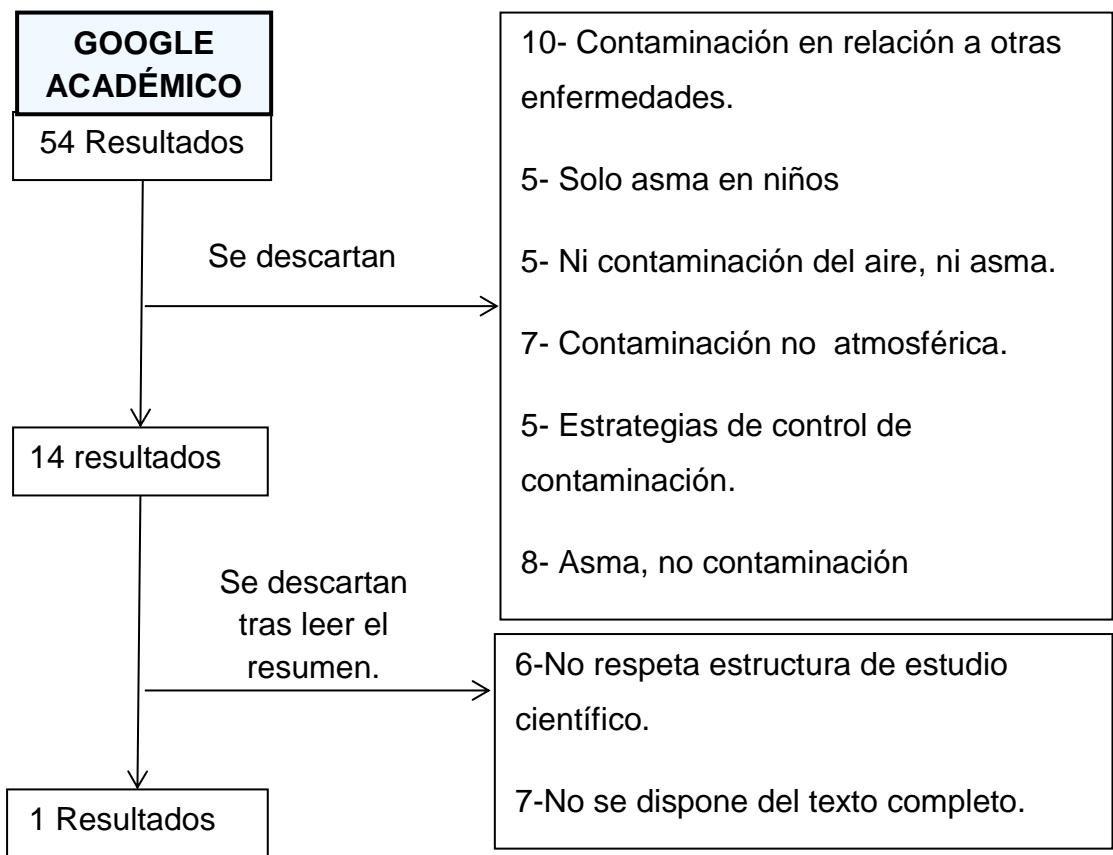 GOOGLE
ACADÉMICO
54 Resultados
Se descartan
10- Contaminación en relación a otras
enfermedades.
5- Solo asma en niños
5- Ni contaminación del aire, ni asma.
7- Contaminación no  atmosférica.
5- Estrategias de control de
contaminación.
8- Asma, no contaminación
14 resultados
Se descartan
tras leer el
resumen.
6-No respeta estructura de estudio
científico.
7-No se dispone del texto completo.
1 Resultados